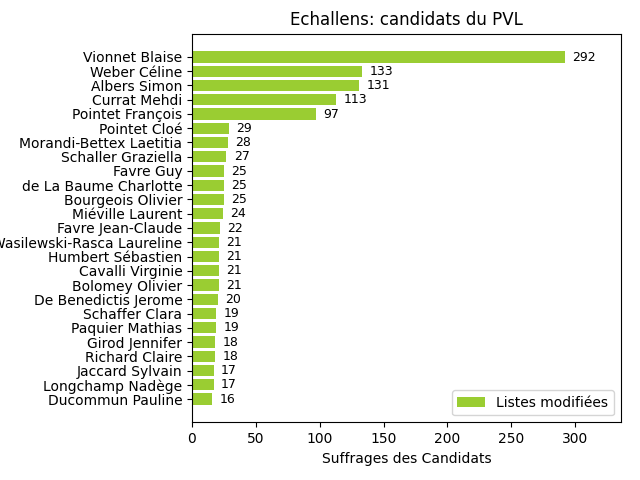 Echallens: candidats du PVL
Vionnet Blaise 292
Weber Céline 133
Albers Simon 131
Currat Mehdi 113
Pointet François 97
Pointet Cloé 29
Morandi-Bettex Laetitia 28
Schaller Graziella 27
Favre Guy 25
de La Baume Charlotte 25
Bourgeois Olivier 25
Miéville Laurent 24
Favre Jean-Claude 22
Wasilewski-Rasca Laureline 21
Humbert Sébastien 21
Cavalli Virginie 21
Bolomey Olivier 21
De Benedictis Jerome 20
Schaffer Clara 19
Paquier Mathias 19
Girod Jennifer 18
Richard Claire 18
Jaccard Sylvain 17
Longchamp Nadège 17
Ducommun Pauline 16
Listes modifiées
0 50 100 150 200 250 300
Suffrages des Candidats